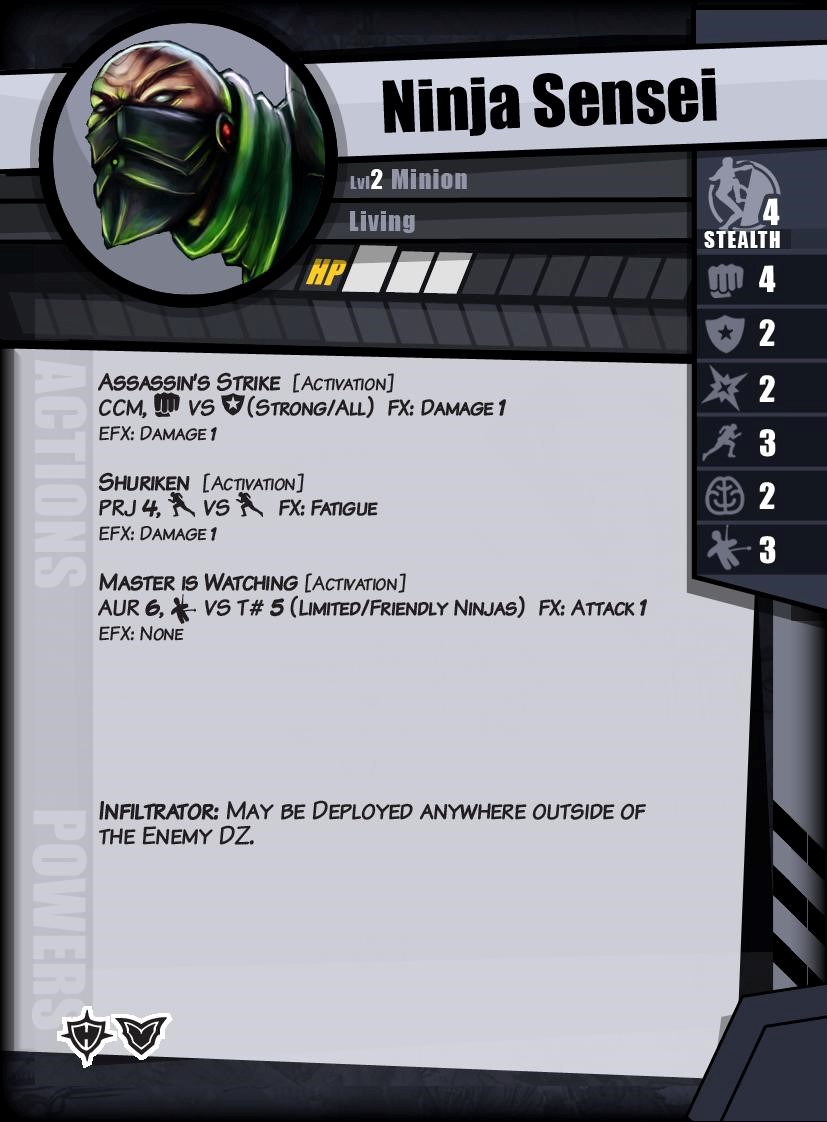 Ninja Sensei
Lvl2 Minion
Living
HP
4
STEALTH
4
2
2
3
2
3
ACTIONS
Assassin's Strike [Activation]
CCM, VS (Strong/All) FX: Damage 1
EFX: Damage 1
Shuriken [Activation]
PRJ 4, VS FX: Fatigue
EFX: Damage 1
Master is Watching [Activation]
AUR 6, VS T# 5 (Limited/Friendly Ninjas) FX: Attack 1
EFX: None
POWERS
Infiltrator: May be Deployed anywhere outside of
the Enemy DZ.
H